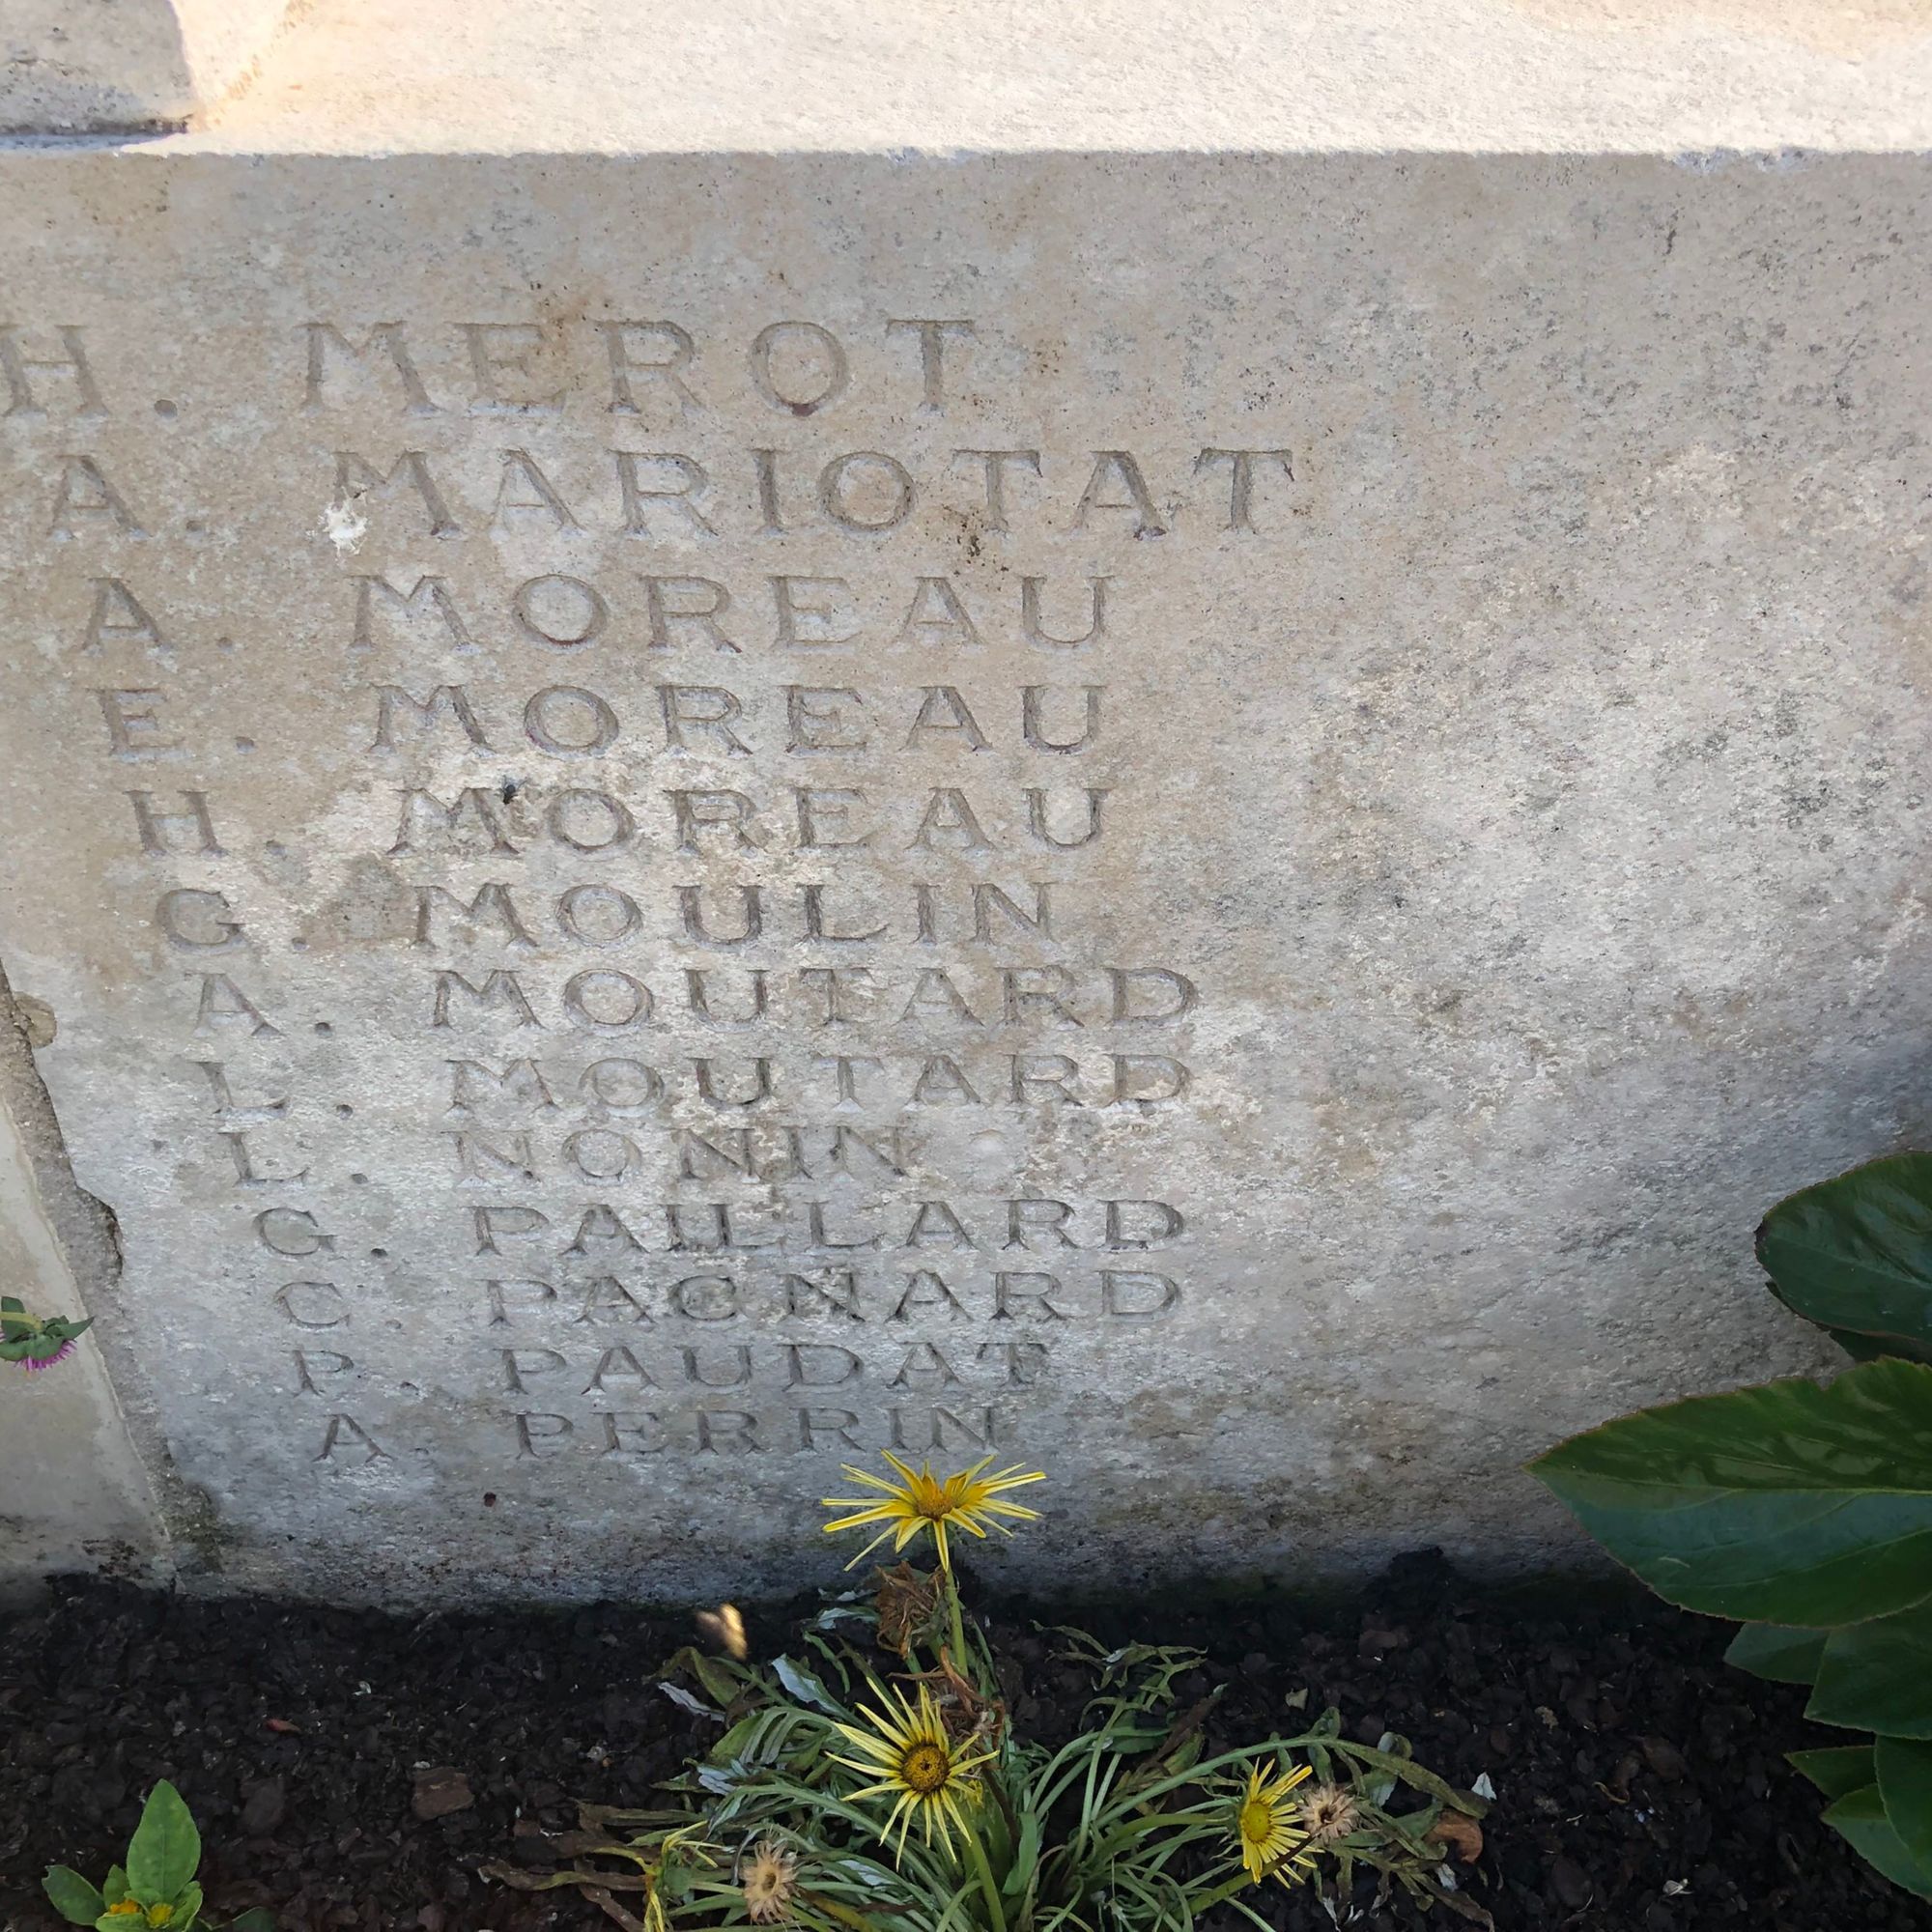 H. MEROT
A. MARIOTAT
A. MOREAU
E. MOREAU
H. MOREAU
G. MOULIN
A. MOUTARD
L. MOUTARD
L. NONIN
G. PAILLARD
C. PAGNARD
P. PAUDAT
A. PERRIN